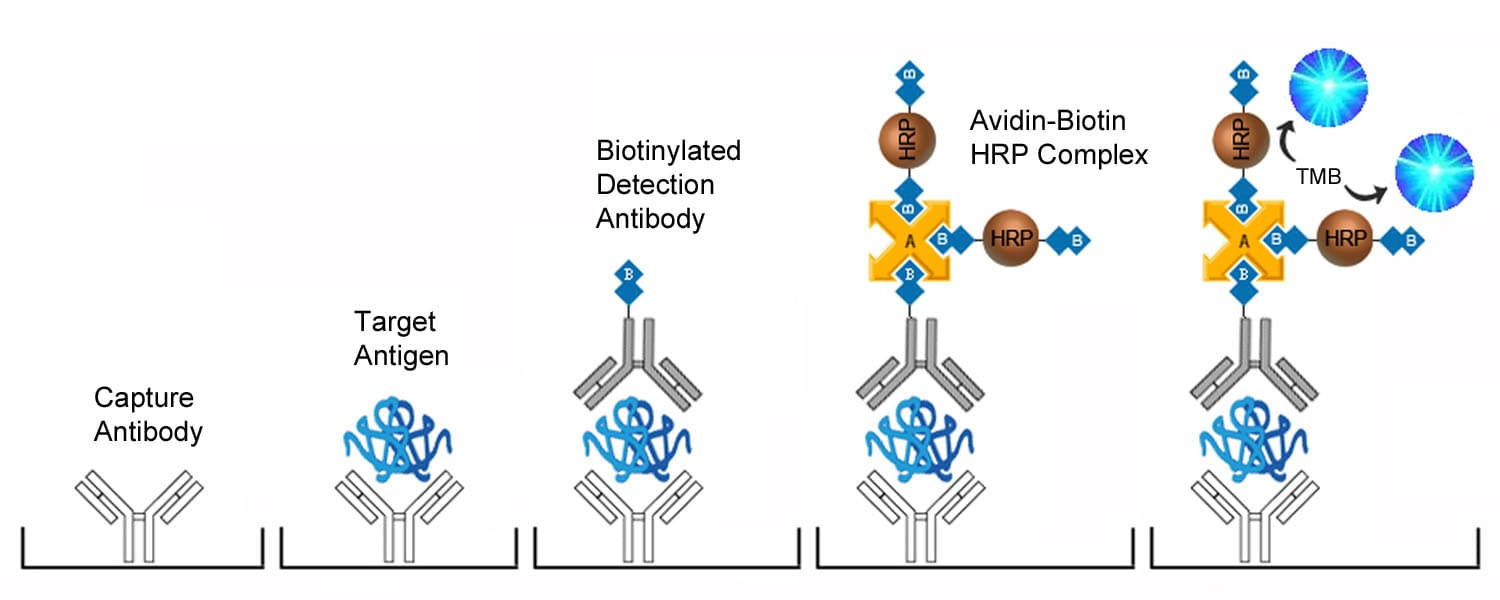 Capture
Antibody
Target
Antigen
Biotinylated
Detection
Antibody
B
Avidin-Biotin
HRP Complex
B
HRP
B
A
B
HRP
B
B
B
HRP
TMB
B
A
B
HRP
B
B